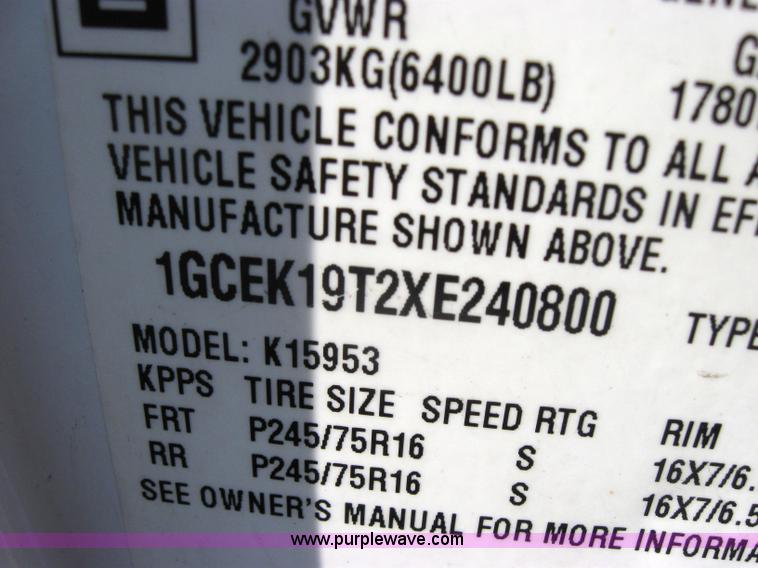 GVWR
2903KG(6400LB)
THIS VEHICLE CONFORMS TO ALL
VEHICLE SAFETY STANDARDS IN
MANUFACTURE SHOWN ABOVE.
1GCEK19T2XE240800 TYPE
MODEL: K15953
KPPS TIRE SIZE SPEED RTG RIM
FRT P245/75R16 S 16X7/6.
RR P245/75R16 S 16X7/6.5
SEE OWNER'S MANUAL FOR MORE
www.purplewave.com